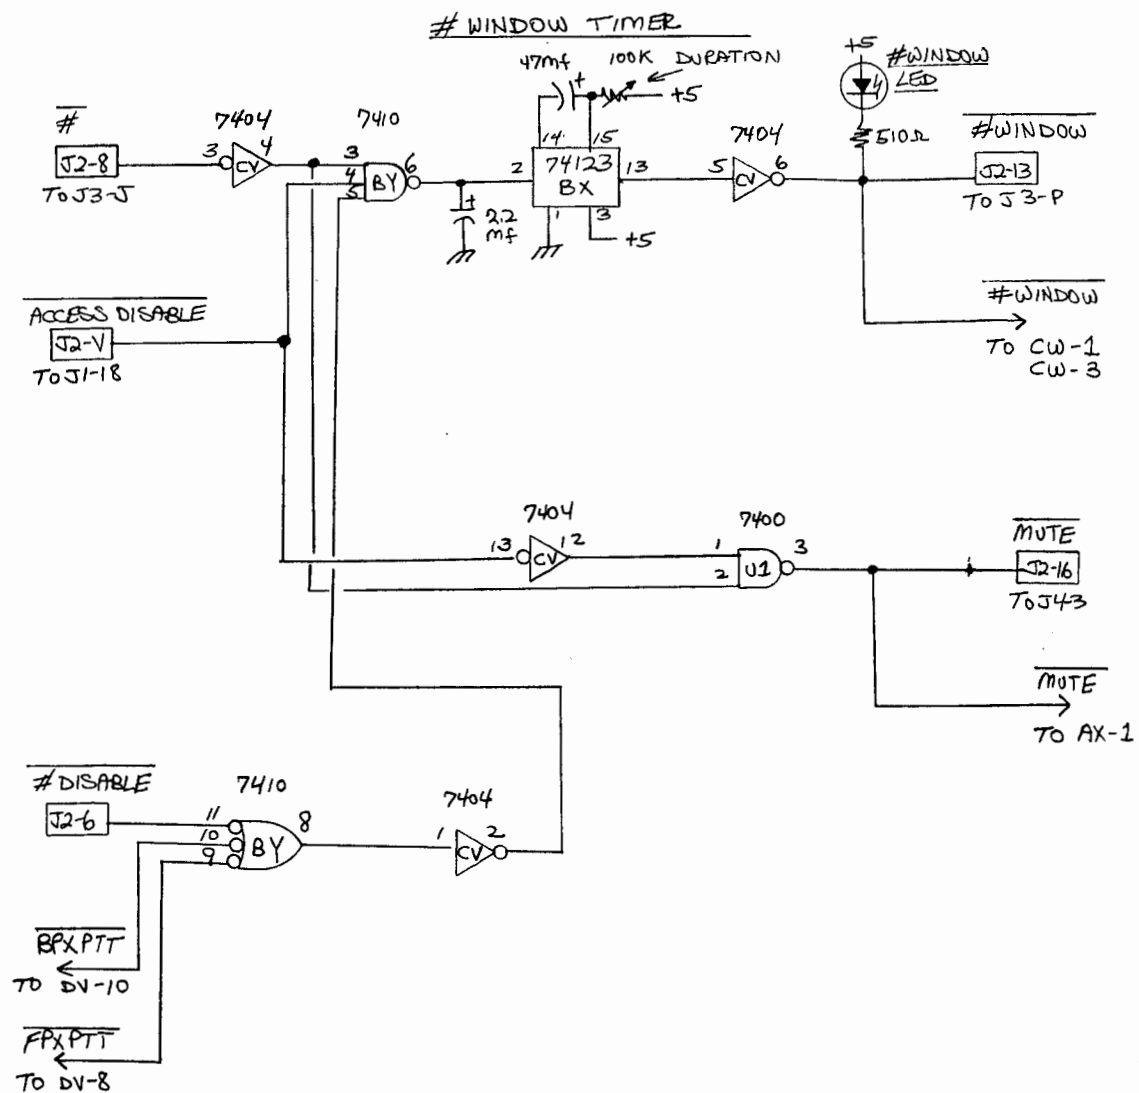 # WINDOW TIMER
47mf + 100K DURATION
+5
14 15
+5 #WINDOW
LED
510Ω
#
J2-8
TO J3-J
7404
3 CV 4
7410
3
4
5
BY 6
+ 2.2
mf
2 74123 13
BX
1 3
+5
7404
5 CV 6
#WINDOW
J2-13
TO J3-P
#WINDOW
TO CW-1
CW-3
ACCESS DISABLE
J2-V
TO J1-18
7404
13 CV 12
7400
1
2
U1 3
MUTE
J2-16
TO J43
MUTE
TO AX-1
#DISABLE
J2-6
7410
11
10
9
BY 8
7404
1 CV 2
BPXPTT
TO DV-10
FPXPTT
TO DV-8